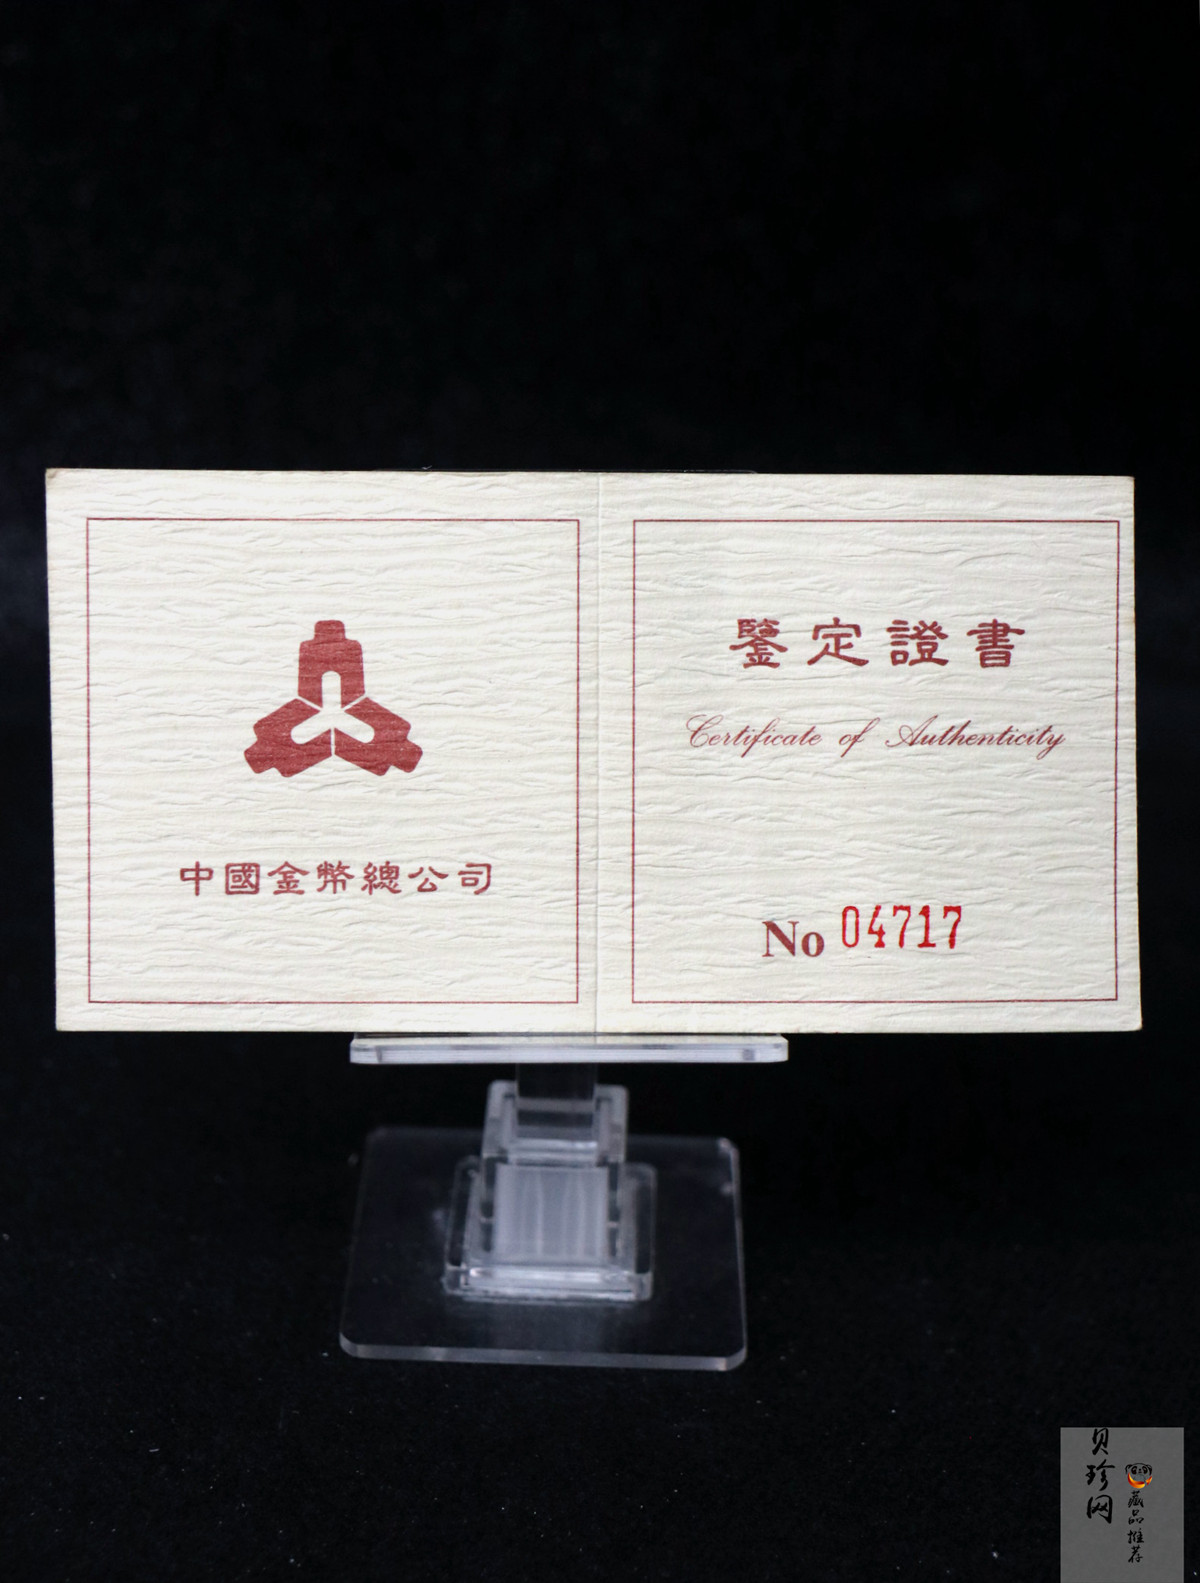 中國金幣總公司
鑒定證書
Certificate of Authenticity
No 04717
贝珍网
藏品推荐